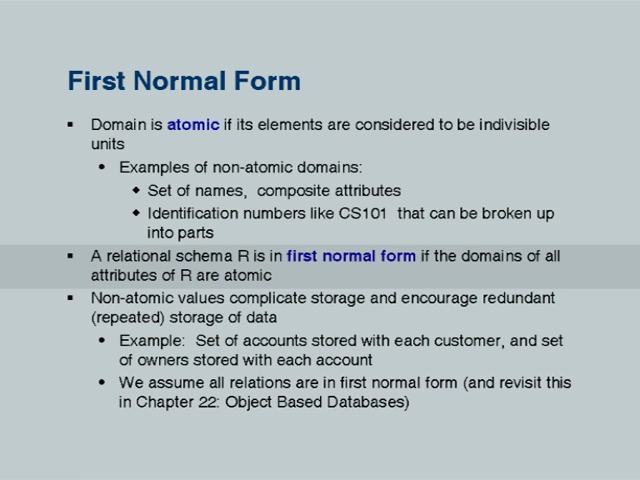 First Normal Form
▪ Domain is atomic if its elements are considered to be indivisible
units
• Examples of non-atomic domains:
◆ Set of names, composite attributes
◆ Identification numbers like CS101 that can be broken up
into parts
▪ A relational schema R is in first normal form if the domains of all
attributes of R are atomic
▪ Non-atomic values complicate storage and encourage redundant
(repeated) storage of data
• Example: Set of accounts stored with each customer, and set
of owners stored with each account
• We assume all relations are in first normal form (and revisit this
in Chapter 22: Object Based Databases)